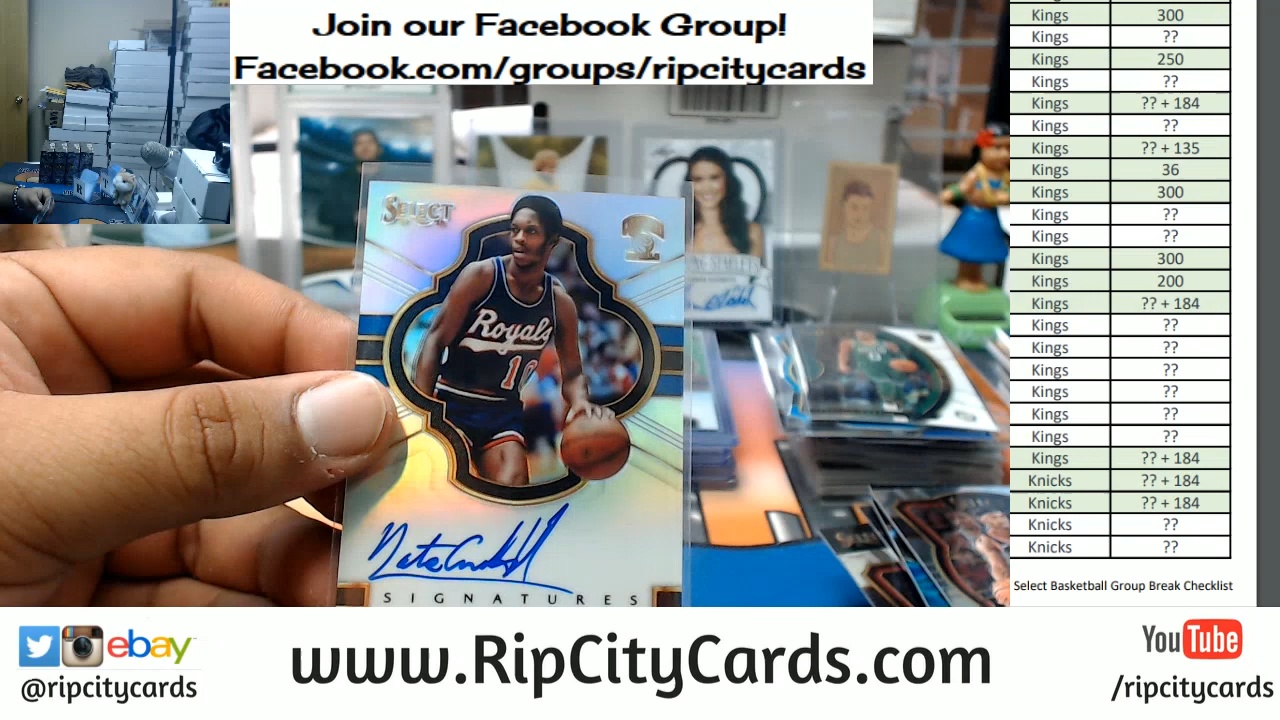 Join our Facebook Group!
Facebook.com/groups/ripcitycards
Kings 300
Kings ??
Kings 250
Kings ??
Kings ?? + 184
Kings ??
Kings ?? + 135
Kings 36
Kings 300
Kings ??
Kings ??
Kings 300
Kings 200
Kings ?? + 184
Kings ??
Kings ??
Kings ??
Kings ??
Kings ??
Kings ??
Kings ?? + 184
Knicks ?? + 184
Knicks ?? + 184
Knicks ??
Knicks ??
Select Basketball Group Break Checklist
SELECT
Royals
10
SIGNATURES
ebay
@ripcitycards
www.RipCityCards.com
YouTube
/ripcitycards